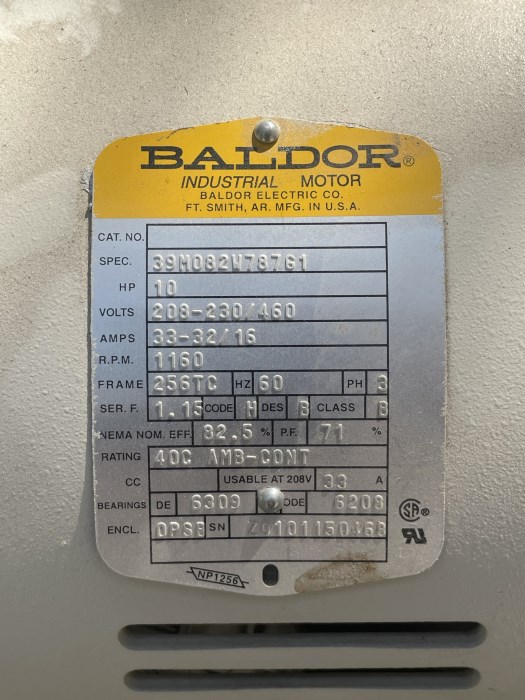 BALDOR®
INDUSTRIAL MOTOR
BALDOR ELECTRIC CO.
FT. SMITH, AR. MFG. IN U.S.A.
CAT. NO.
SPEC. 39M082W787G1
HP 10
VOLTS 208-230/460
AMPS 33-32/16
R.P.M. 1160
FRAME 256TC HZ 60 PH 3
SER. F. 1.15 CODE H DES B CLASS B
NEMA NOM. EFF. 82.5 % P.F. 71 %
RATING 40C AMB-CONT
CC USABLE AT 208V 33 A
BEARINGS DE 6309 ODE 6208
ENCL. OPSB SN
NP1256